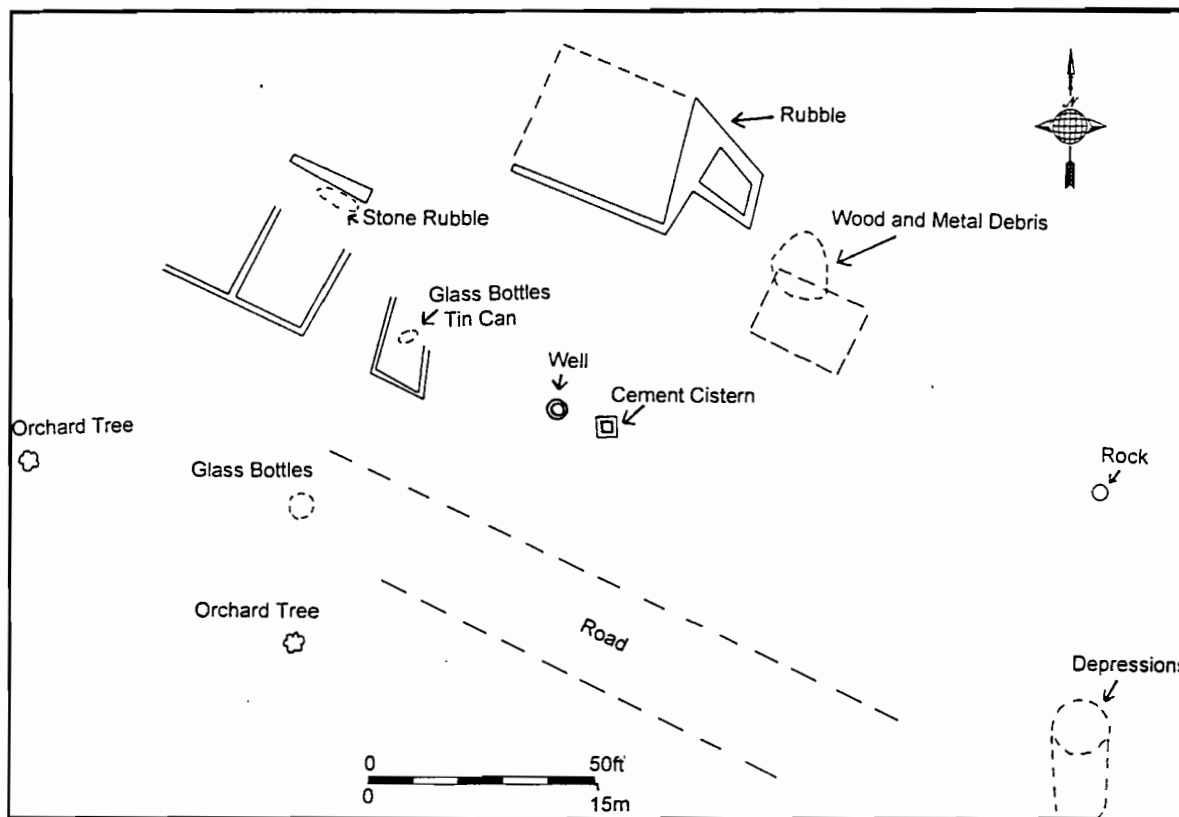 Rubble
N
Stone Rubble
Wood and Metal Debris
Glass Bottles
Tin Can
Well
Cement Cistern
Orchard Tree
Glass Bottles
Rock
Orchard Tree
Road
Depressions
0 50ft
0 15m